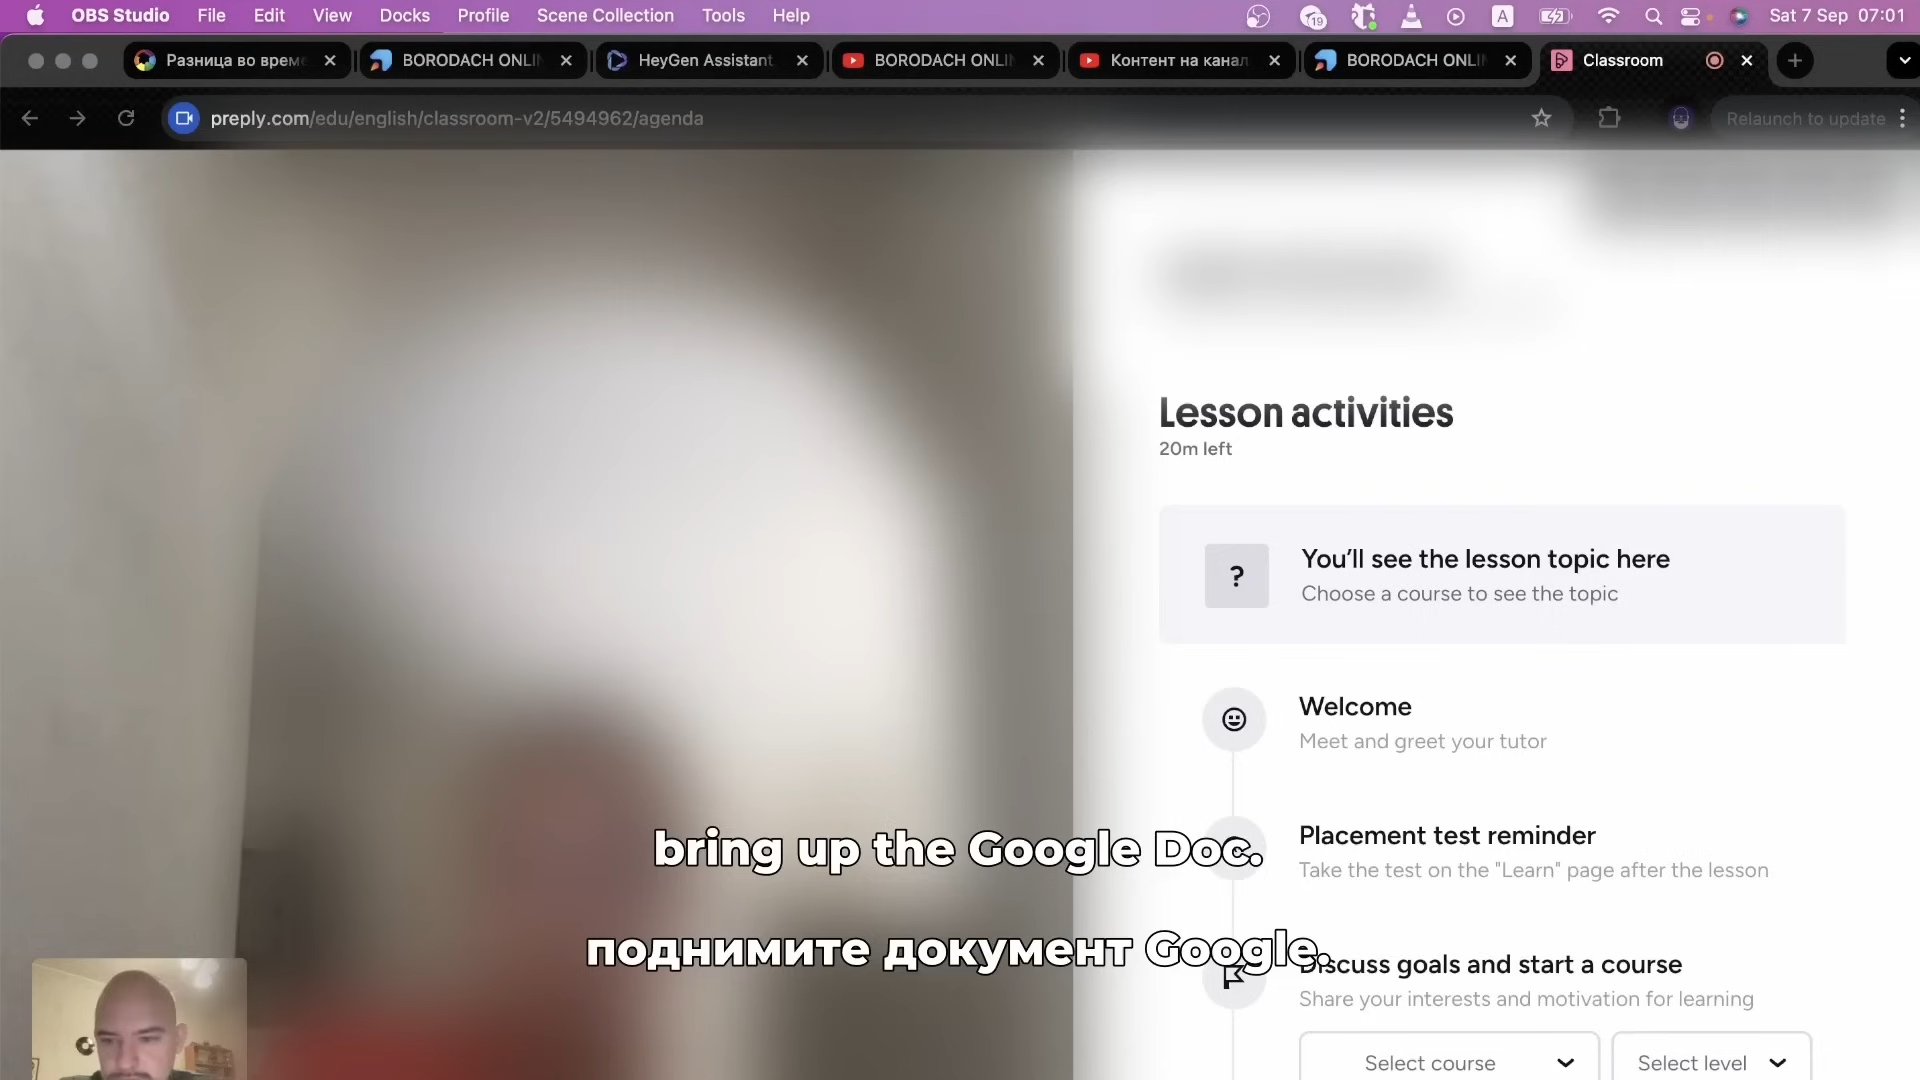 OBS Studio File Edit View Docks Profile Scene Collection Tools Help 19 A Sat 7 Sep 07:01
Разница во врем BORODACH ONLI HeyGen Assistant BORODACH ONLI Контент на канал BORODACH ONLI Classroom
preply.com/edu/english/classroom-v2/5494962/agenda Relaunch to update
Lesson activities
20m left
?
You'll see the lesson topic here
Choose a course to see the topic
Welcome
Meet and greet your tutor
Placement test reminder
Take the test on the "Learn" page after the lesson
bring up the Google Doc.
поднимите документ Google.
Discuss goals and start a course
Share your interests and motivation for learning
Select course Select level